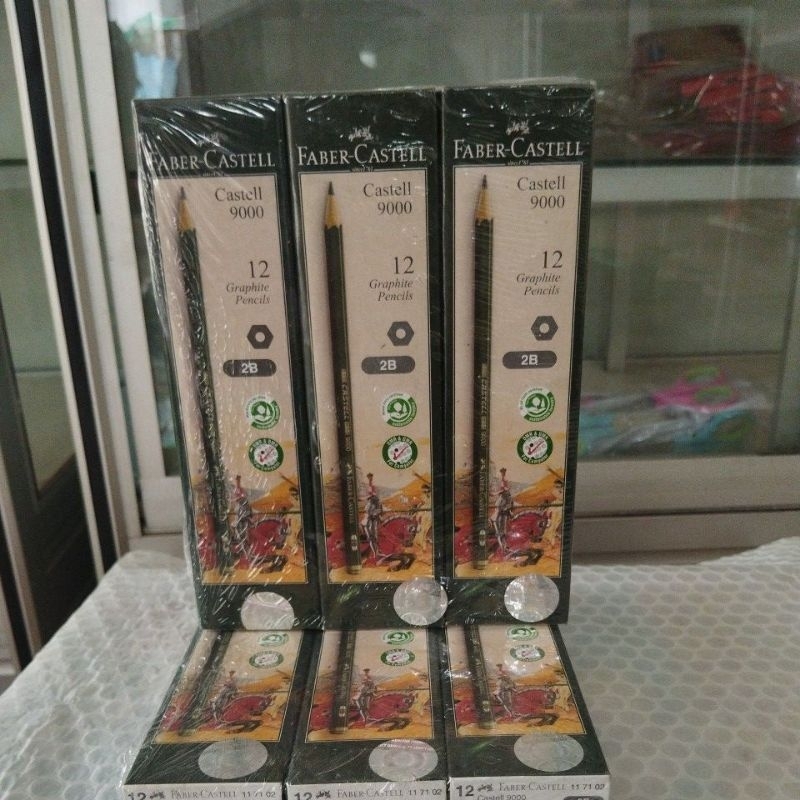 FABER-CASTELL
since 1761
Castell
9000
12
Graphite
Pencils
2B
FABER-CASTELL
since 1761
Castell
9000
12
Graphite
Pencils
2B
CASTELL 9000
FABER-CASTELL
since 1761
Castell
9000
12
Graphite
Pencils
2B
CASTELL 9000
12 FABER-CASTELL 11 71 02
12 FABER-CASTELL 11 71 02
12 FABER-CASTELL 11 71 02
Castell 9000